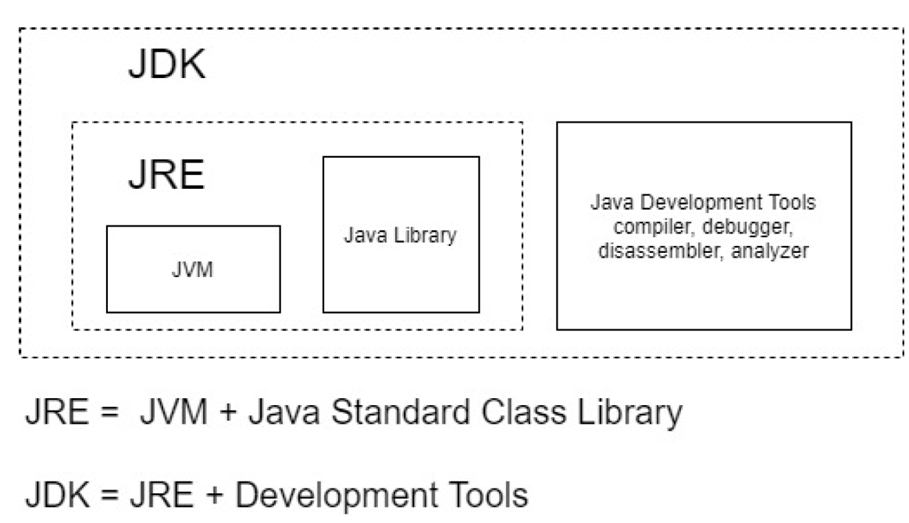 JDK
JRE
JVM
Java Library
Java Development Tools
compiler, debugger,
disassembler, analyzer
JRE = JVM + Java Standard Class Library
JDK = JRE + Development Tools